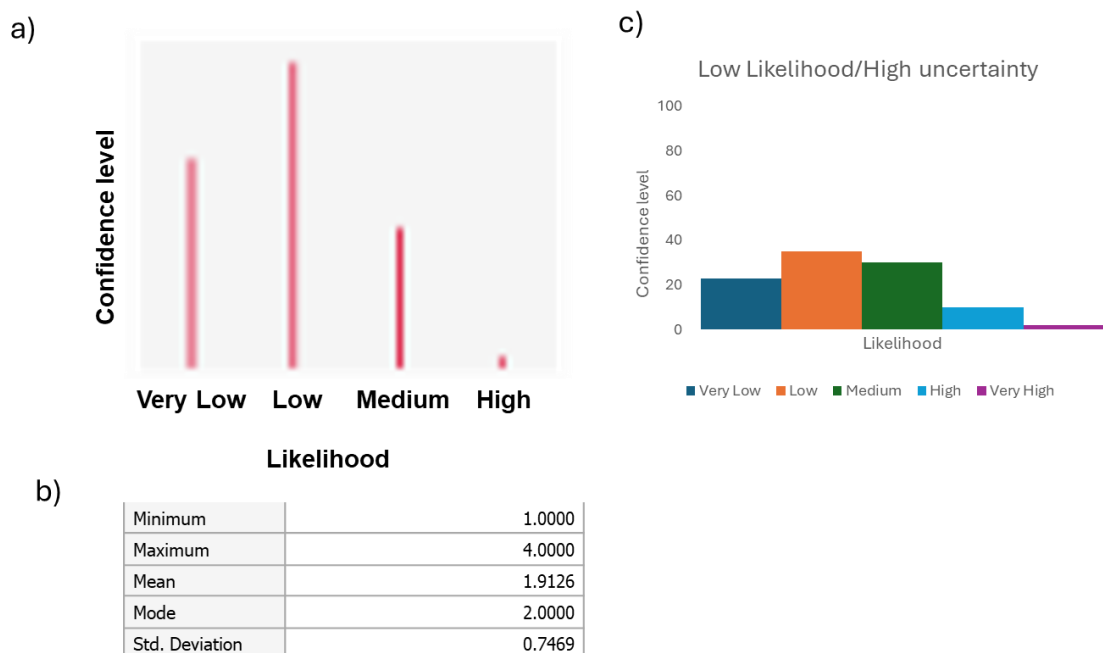 a)
Confidence level
Very Low Low Medium High
Likelihood
b)
Minimum 1.0000
Maximum 4.0000
Mean 1.9126
Mode 2.0000
Std. Deviation 0.7469
c)
Low Likelihood/High uncertainty
100
80
60
40
20
0
Confidence level
Likelihood
Very Low Low Medium High Very High